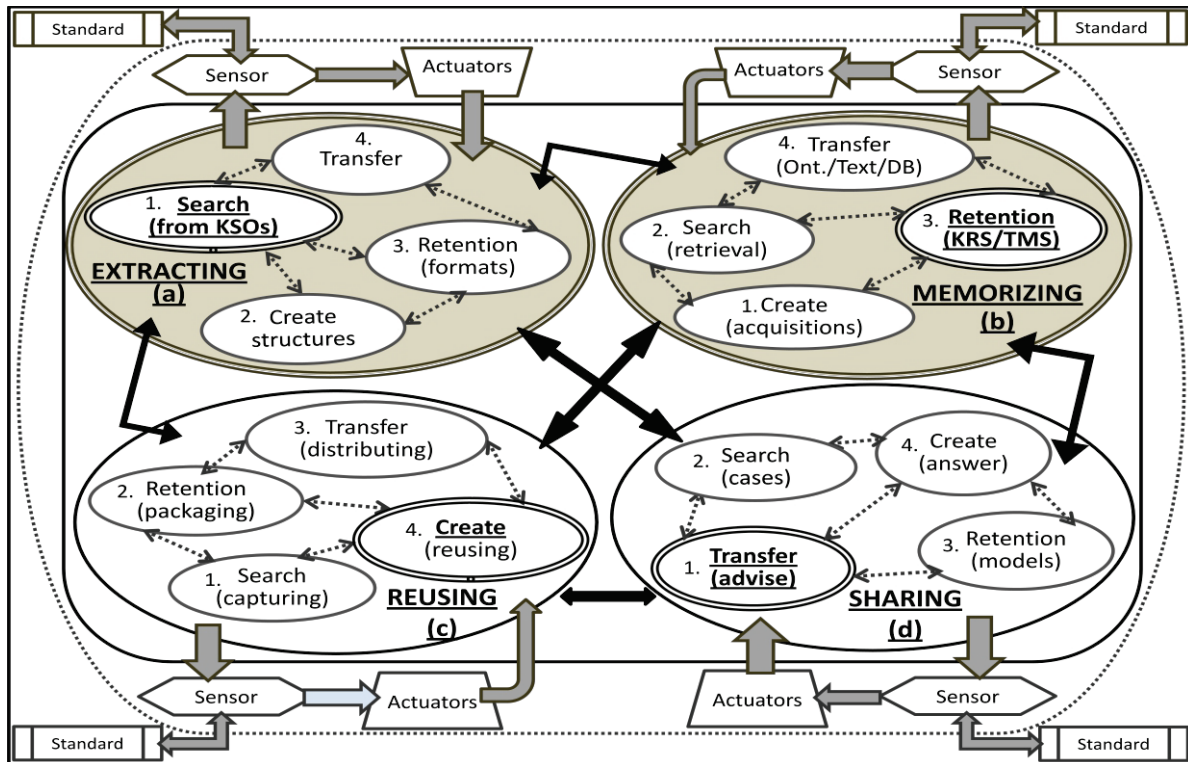 Standard
Sensor
Actuators
Actuators
Sensor
Standard
4.
Transfer
1. Search
(from KSOs)
3. Retention
(formats)
2. Create
structures
EXTRACTING
(a)
4. Transfer
(Ont./Text/DB)
2. Search
(retrieval)
3. Retention
(KRS/TMS)
1. Create
(acquisitions)
MEMORIZING
(b)
3. Transfer
(distributing)
2. Retention
(packaging)
4. Create
(reusing)
1. Search
(capturing)
REUSING
(c)
2. Search
(cases)
4. Create
(answer)
1. Transfer
(advise)
3. Retention
(models)
SHARING
(d)
Sensor
Actuators
Actuators
Sensor
Standard
Standard